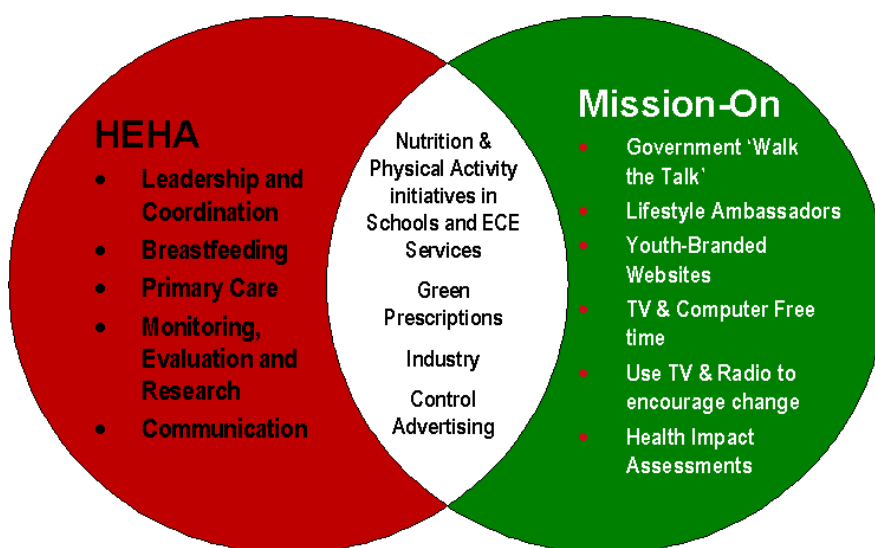 HEHA
• Leadership and
Coordination
• Breastfeeding
• Primary Care
• Monitoring,
Evaluation and
Research
• Communication
Nutrition &
Physical Activity
initiatives in
Schools and ECE
Services
Green
Prescriptions
Industry
Control
Advertising
Mission-On
• Government ‘Walk
the Talk’
• Lifestyle Ambassadors
• Youth-Branded
Websites
• TV & Computer Free
time
• Use TV & Radio to
encourage change
• Health Impact
Assessments